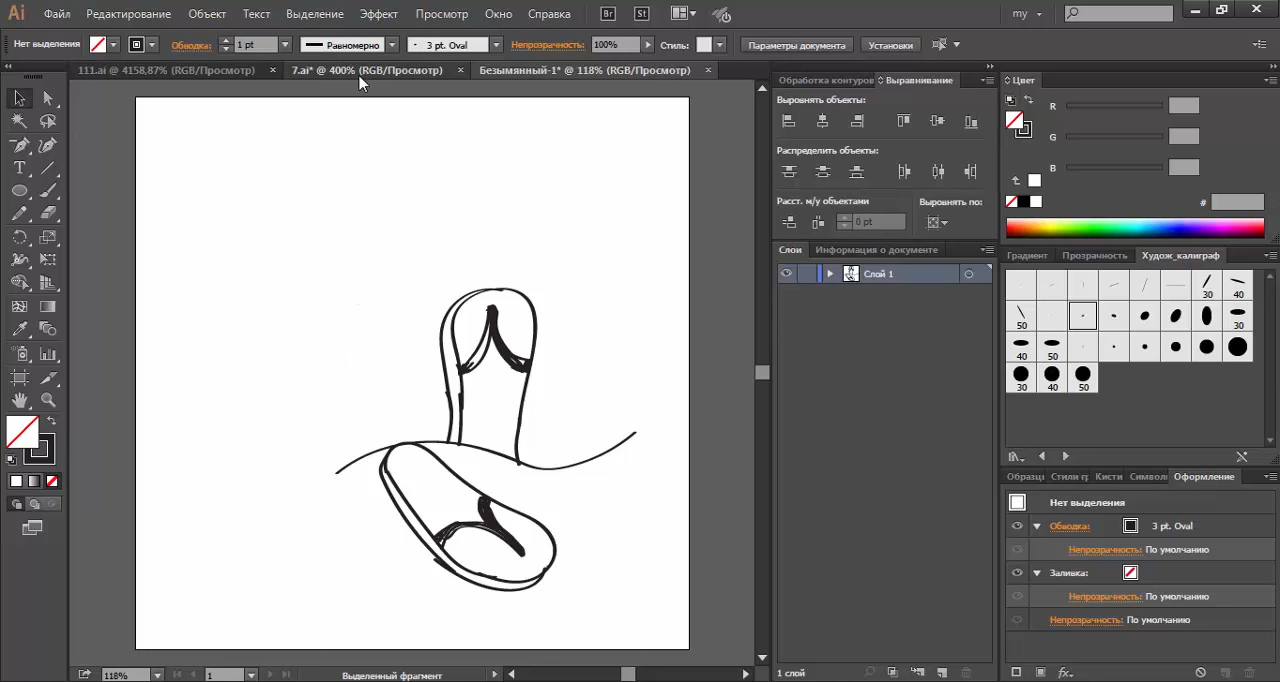 Ai Файл Редактирование Объект Текст Выделение Эффект Просмотр Окно Справка Br St my
Нет выделения Обводка: 1 pt Равномерно 3 pt. Oval Непрозрачность: 100% Стиль: Параметры документа Установки
111.ai @ 4158,87% (RGB/Просмотр) × 7.ai* @ 400% (RGB/Просмотр) × Безымянный-1* @ 118% (RGB/Просмотр) ×
Обработка контуров Выравнивание
Выровнять объекты:
Распределить объекты:
Расст. м/у объектами Выровнять по:
0 pt
Слои Информация о документе
Слой 1
1 слой
Цвет
R
G
B
#
Градиент Прозрачность Худож_калиграф
30 40
50 30
40 50
30 40 50
Образц Стили гр Кисти Символ Оформление
Нет выделения
Обводка: 3 pt. Oval
Непрозрачность: По умолчанию
Заливка:
Непрозрачность: По умолчанию
Непрозрачность: По умолчанию
fx
118% 1 Выделенный фрагмент